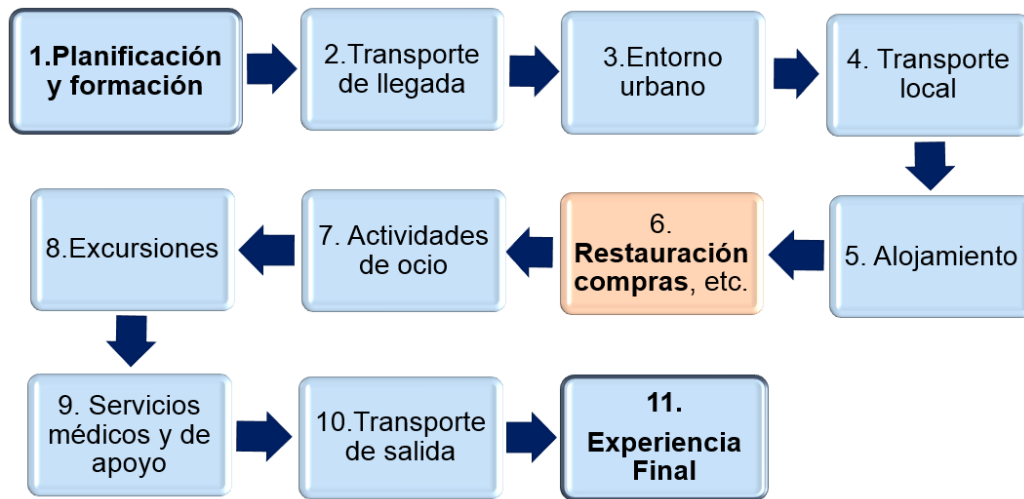 1.Planificación
y formación
2.Transporte
de llegada
3.Entorno
urbano
4. Transporte
local
5. Alojamiento
6.
Restauración
compras, etc.
7. Actividades
de ocio
8.Excursiones
9. Servicios
médicos y de
apoyo
10.Transporte
de salida
11.
Experiencia
Final